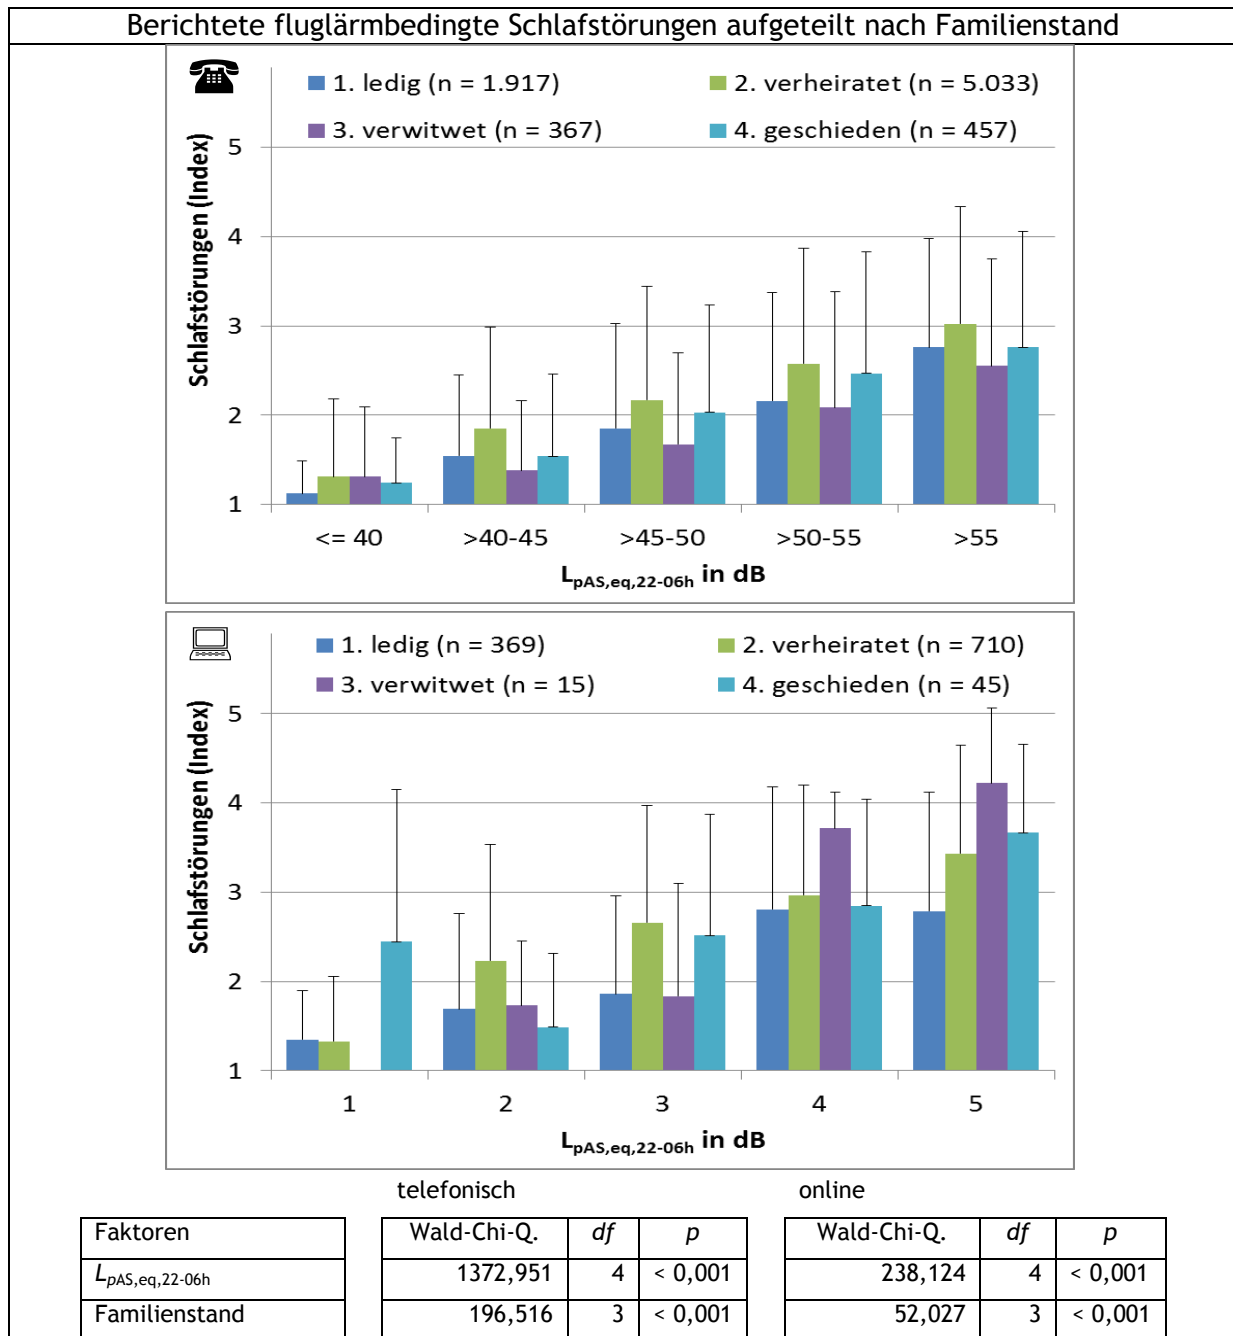 Berichtete fluglärmbedingte Schlafstörungen aufgeteilt nach Familienstand
1. ledig (n = 1.917) 2. verheiratet (n = 5.033)
3. verwitwet (n = 367) 4. geschieden (n = 457)
Schlafstörungen (Index)
5
4
3
2
1
<= 40 >40-45 >45-50 >50-55 >55
LpAS,eq,22-06h in dB
1. ledig (n = 369) 2. verheiratet (n = 710)
3. verwitwet (n = 15) 4. geschieden (n = 45)
Schlafstörungen (Index)
5
4
3
2
1
1 2 3 4 5
LpAS,eq,22-06h in dB
telefonisch online
Faktoren Wald-Chi-Q. df p Wald-Chi-Q. df p
LpAS,eq,22-06h 1372,951 4 < 0,001 238,124 4 < 0,001
Familienstand 196,516 3 < 0,001 52,027 3 < 0,001